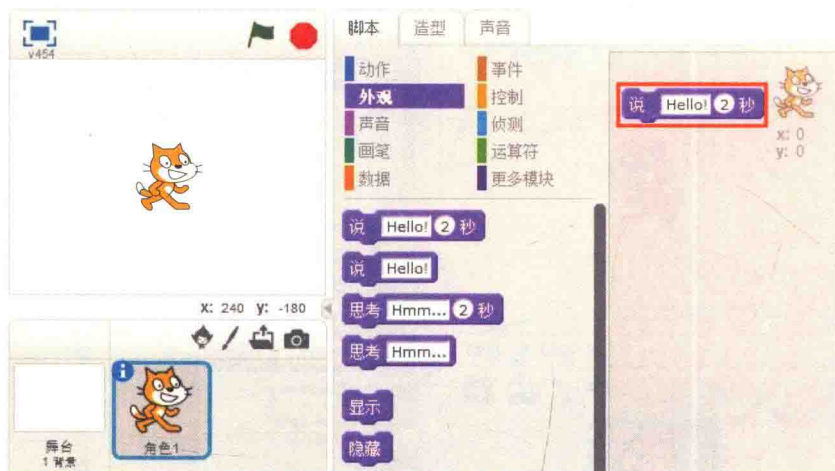 v454
脚本 造型 声音
动作 事件
外观 控制
声音 侦测
画笔 运算符
数据 更多模块
说 Hello! 2 秒
x: 0
y: 0
说 Hello! 2 秒
说 Hello!
思考 Hmm... 2 秒
思考 Hmm...
显示
隐藏
X: 240 y: -180
舞台
1 背景
角色1